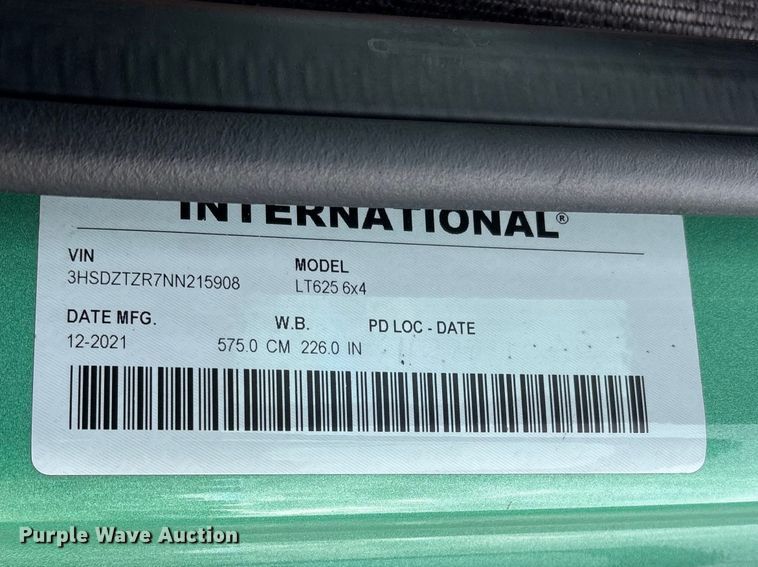 INTERNATIONAL®
VIN
3HSDZTZR7NN215908
MODEL
LT625 6x4
DATE MFG.
12-2021
W.B.
575.0 CM 226.0 IN
PD LOC - DATE
Purple Wave Auction®